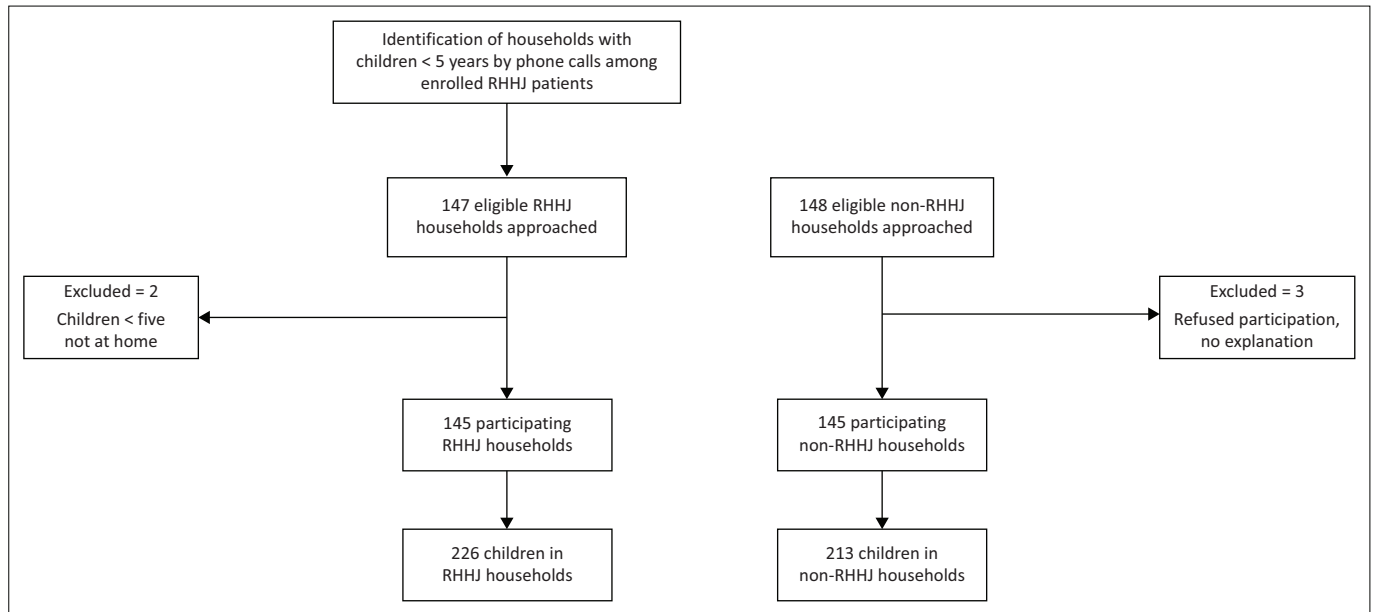 Identification of households with
children < 5 years by phone calls among
enrolled RHHJ patients
147 eligible RHHJ
households approached
148 eligible non-RHHJ
households approached
Excluded = 2
Children < five
not at home
Excluded = 3
Refused participation,
no explanation
145 participating
RHHJ households
145 participating
non-RHHJ households
226 children in
RHHJ households
213 children in
non-RHHJ households